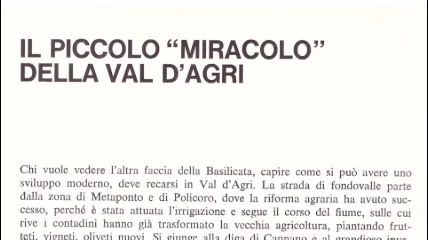 IL PICCOLO “MIRACOLO”
DELLA VAL D’AGRI
Chi vuole vedere l’altra faccia della Basilicata, capire come si può avere uno
sviluppo moderno, deve recarsi in Val d’Agri. La strada di fondovalle parte
dalla zona di Metaponto e di Policoro, dove la riforma agraria ha avuto suc-
cesso, perché è stata attuata l’irrigazione e segue il corso del fiume, sulle cui
rive i contadini hanno già trasformato la vecchia agricoltura, piantando frut-
teti, vigneti, oliveti nuovi. Si giunge alla diga di Cannano e al grandioso inva-